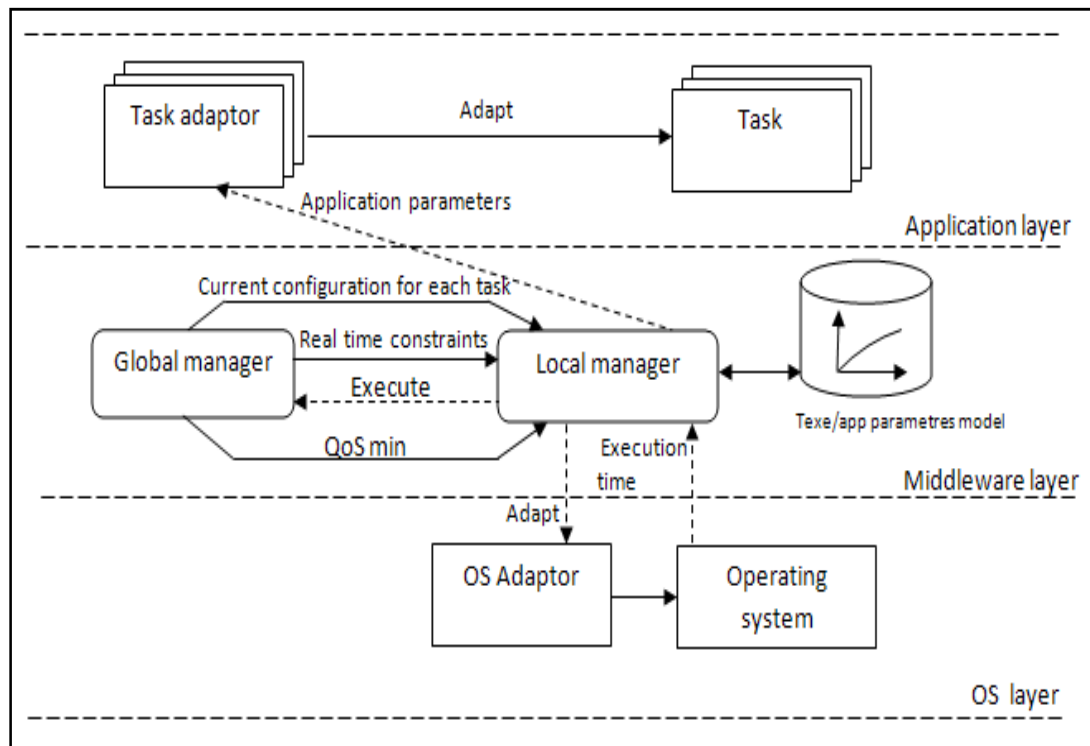 Task adaptor
Adapt
Task
Application parameters
Application layer
Current configuration for each task
Global manager
Real time constraints
Local manager
Execute
QoS min
Execution
time
Texe/app parametres model
Middleware layer
Adapt
OS Adaptor
Operating
system
OS layer